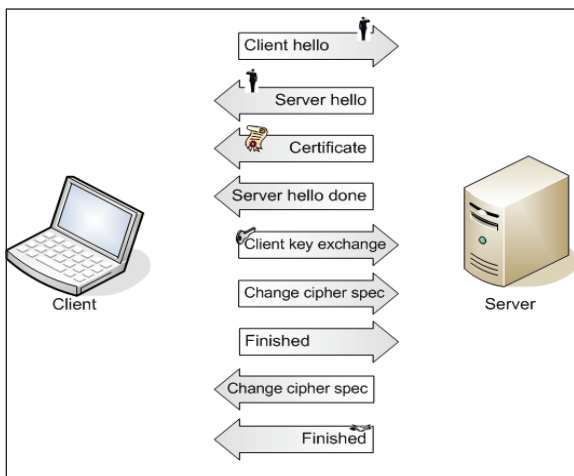 Client hello
Server hello
Certificate
Server hello done
Client key exchange
Change cipher spec
Client
Server
Finished
Change cipher spec
Finished